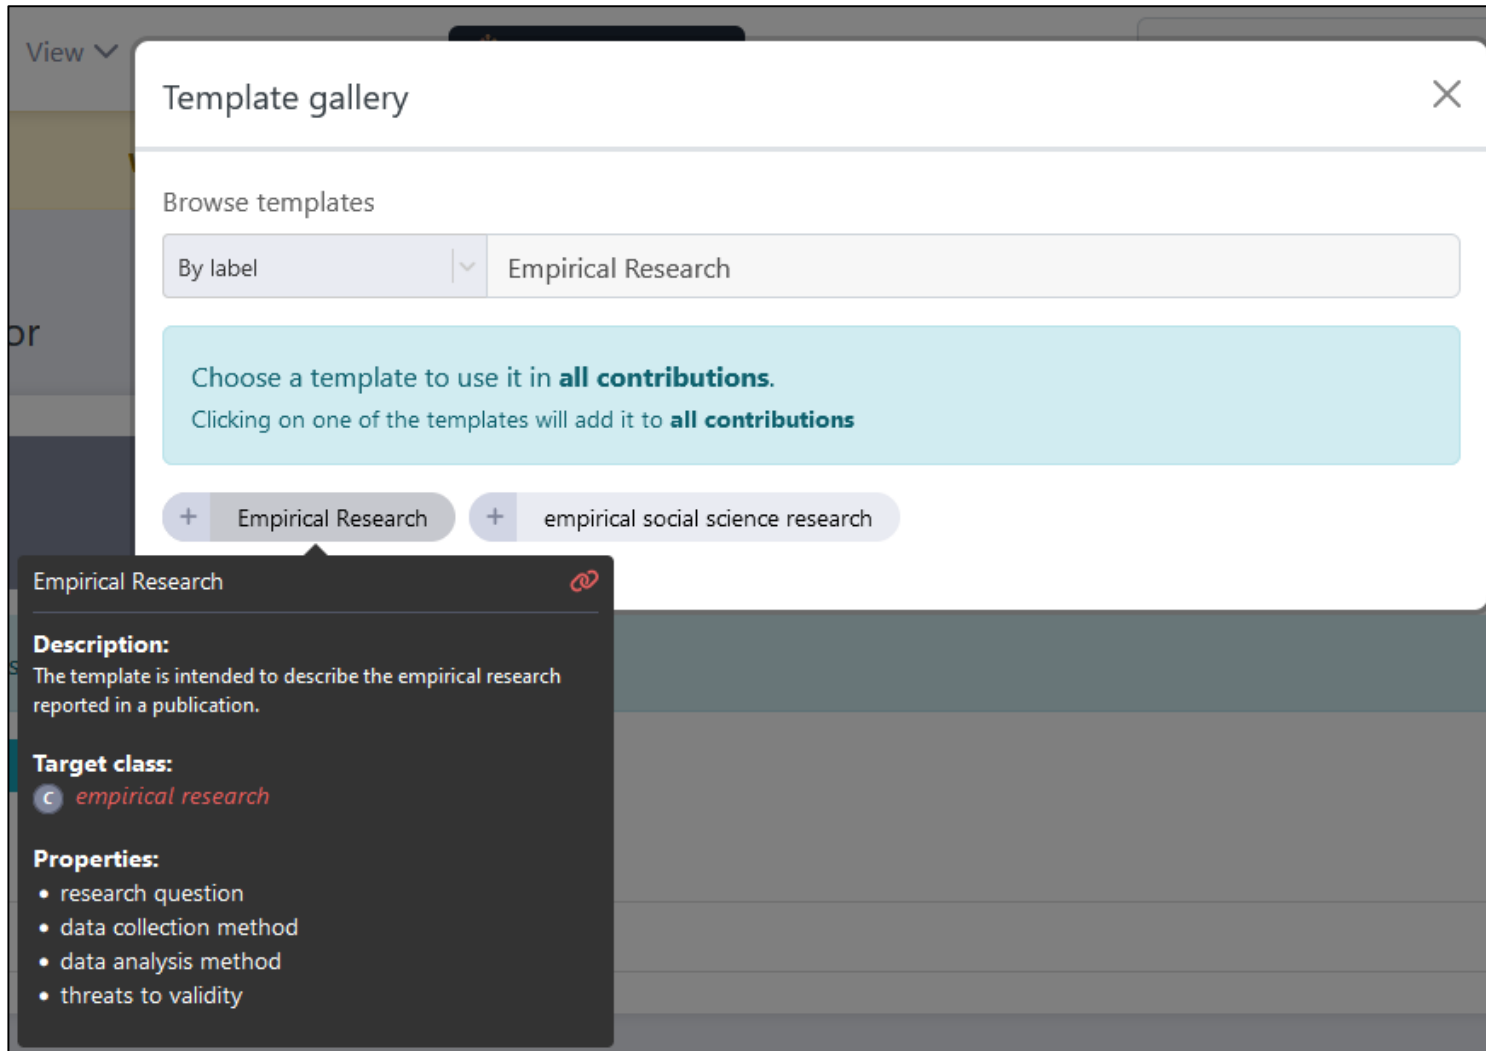 View
Template gallery
Browse templates
By label
Empirical Research
or
Choose a template to use it in all contributions.
Clicking on one of the templates will add it to all contributions
+ Empirical Research
+ empirical social science research
Empirical Research
Description:
The template is intended to describe the empirical research
reported in a publication.
Target class:
C empirical research
Properties:
• research question
• data collection method
• data analysis method
• threats to validity